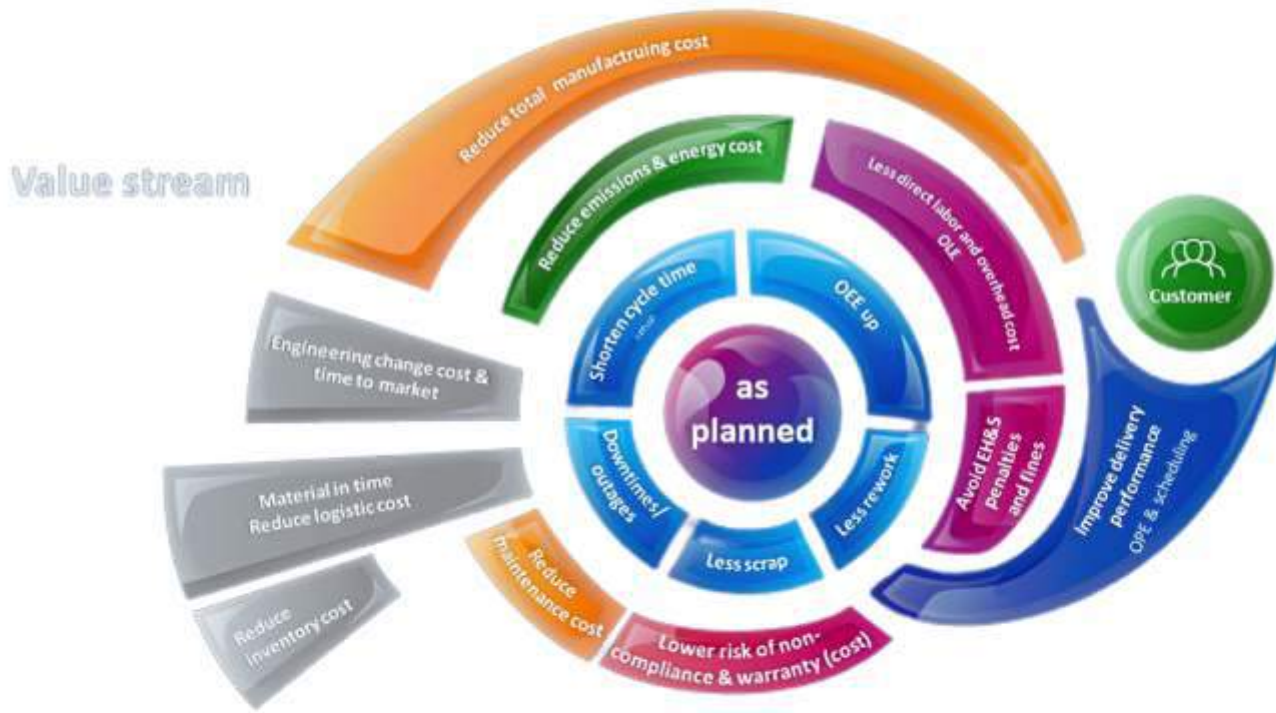 Reduce total manufactruing cost
Value stream
Reduce emissions & energy cost
Less direct labor and overhead cost
OLE
Customer
Shorten cycle time
OEE up
Engineering change cost &
time to market
as
planned
Improve delivery
performance
OPE & scheduling
Avoid EH&S
penalties
and fines
Downtimes/
outages
Less rework
Material in time
Reduce logistic cost
Less scrap
Reduce
maintenance cost
Reduce
inventory cost
Lower risk of non-
compliance & warranty (cost)